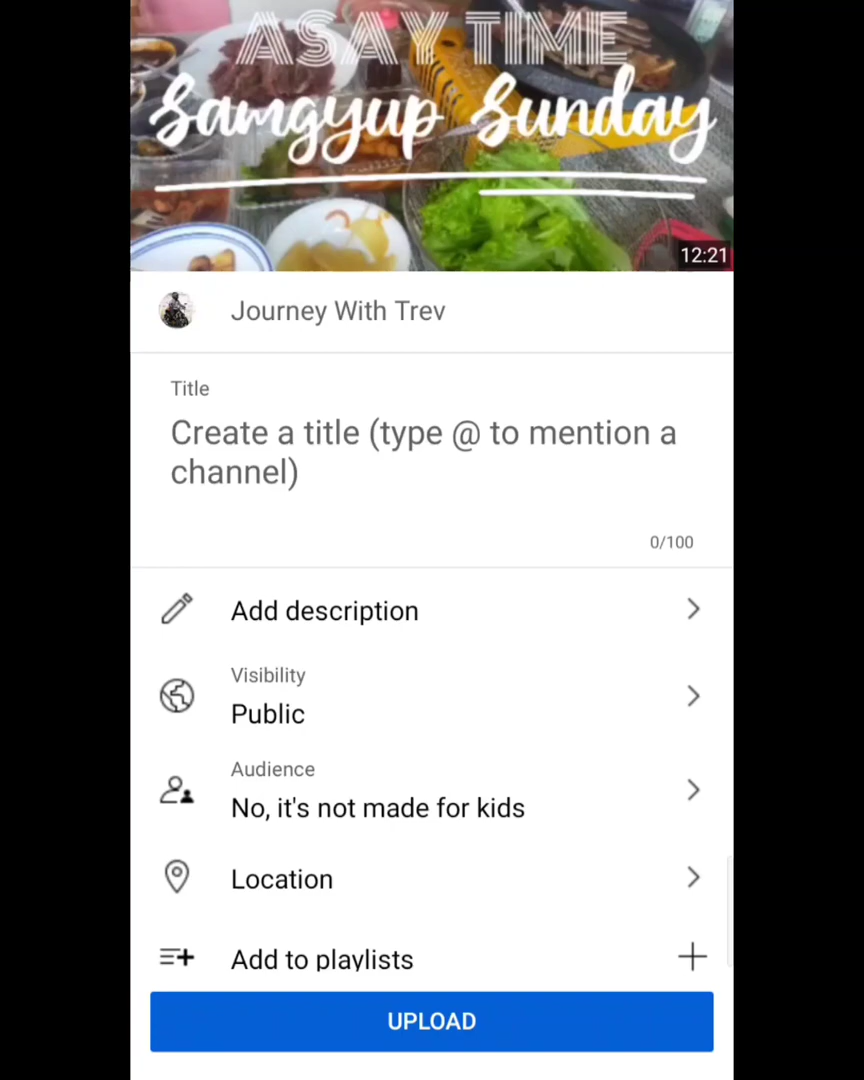 ASAY TIME
Samgyup Sunday
12:21
Journey With Trev
Title
Create a title (type @ to mention a
channel)
0/100
Add description
Visibility
Public
Audience
No, it's not made for kids
Location
Add to playlists
UPLOAD